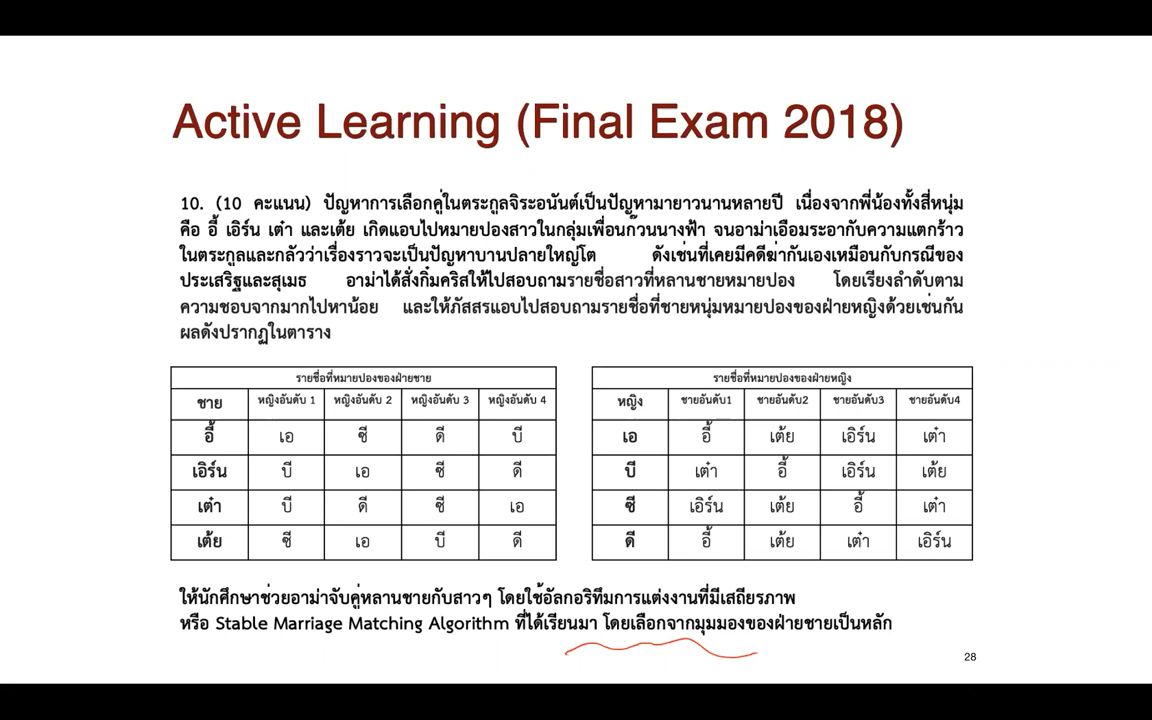 Active Learning (Final Exam 2018)
10. (10 คะแนน) ปัญหาการเลือกคู่ในตระกูลจิระอนันต์เป็นปัญหามายาวนานหลายปี เนื่องจากพี่น้องทั้งสี่หนุ่ม
คือ อี้ เอิร์น เต๋า และเต้ย เกิดแอบไปหมายปองสาวในกลุ่มเพื่อนก๊วนนางฟ้า จนอาม่าเอือมระอากับความแตกร้าว
ในตระกูลและกลัวว่าเรื่องราวจะเป็นปัญหาบานปลายใหญ่โต ดังเช่นที่เคยมีคดีฆ่ากันเองเหมือนกับกรณีของ
ประเสริฐและสุเมธ อาม่าได้สั่งกิ๋มคริสให้ไปสอบถามรายชื่อสาวที่หลานชายหมายปอง โดยเรียงลำดับตาม
ความชอบจากมากไปหาน้อย และให้ภัสสรแอบไปสอบถามรายชื่อที่ชายหนุ่มหมายปองของฝ่ายหญิงด้วยเช่นกัน
ผลดังปรากฏในตาราง
รายชื่อที่หมายปองของฝ่ายชาย
ชาย หญิงอันดับ 1 หญิงอันดับ 2 หญิงอันดับ 3 หญิงอันดับ 4
อี้ เอ ซี ดี บี
เอิร์น บี เอ ซี ดี
เต๋า บี ดี ซี เอ
เต้ย ซี เอ บี ดี
รายชื่อที่หมายปองของฝ่ายหญิง
หญิง ชายอันดับ1 ชายอันดับ2 ชายอันดับ3 ชายอันดับ4
เอ อี้ เต้ย เอิร์น เต๋า
บี เต๋า อี้ เอิร์น เต้ย
ซี เอิร์น เต้ย อี้ เต๋า
ดี อี้ เต้ย เต๋า เอิร์น
ให้นักศึกษาช่วยอาม่าจับคู่หลานชายกับสาวๆ โดยใช้อัลกอริทึมการแต่งงานที่มีเสถียรภาพ
หรือ Stable Marriage Matching Algorithm ที่ได้เรียนมา โดยเลือกจากมุมมองของฝ่ายชายเป็นหลัก
28